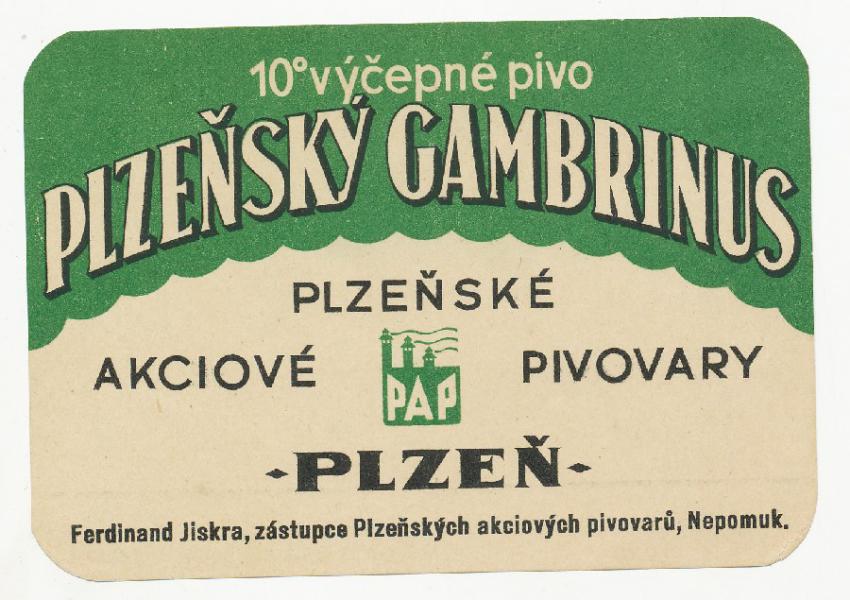 10° výčepné pivo
PLZEŇSKÝ GAMBRINUS
PLZEŇSKÉ
AKCIOVÉ PIVOVARY
PAP
-PLZEŇ-
Ferdinand Jiskra, zástupce Plzeňských akciových pivovarů, Nepomuk.